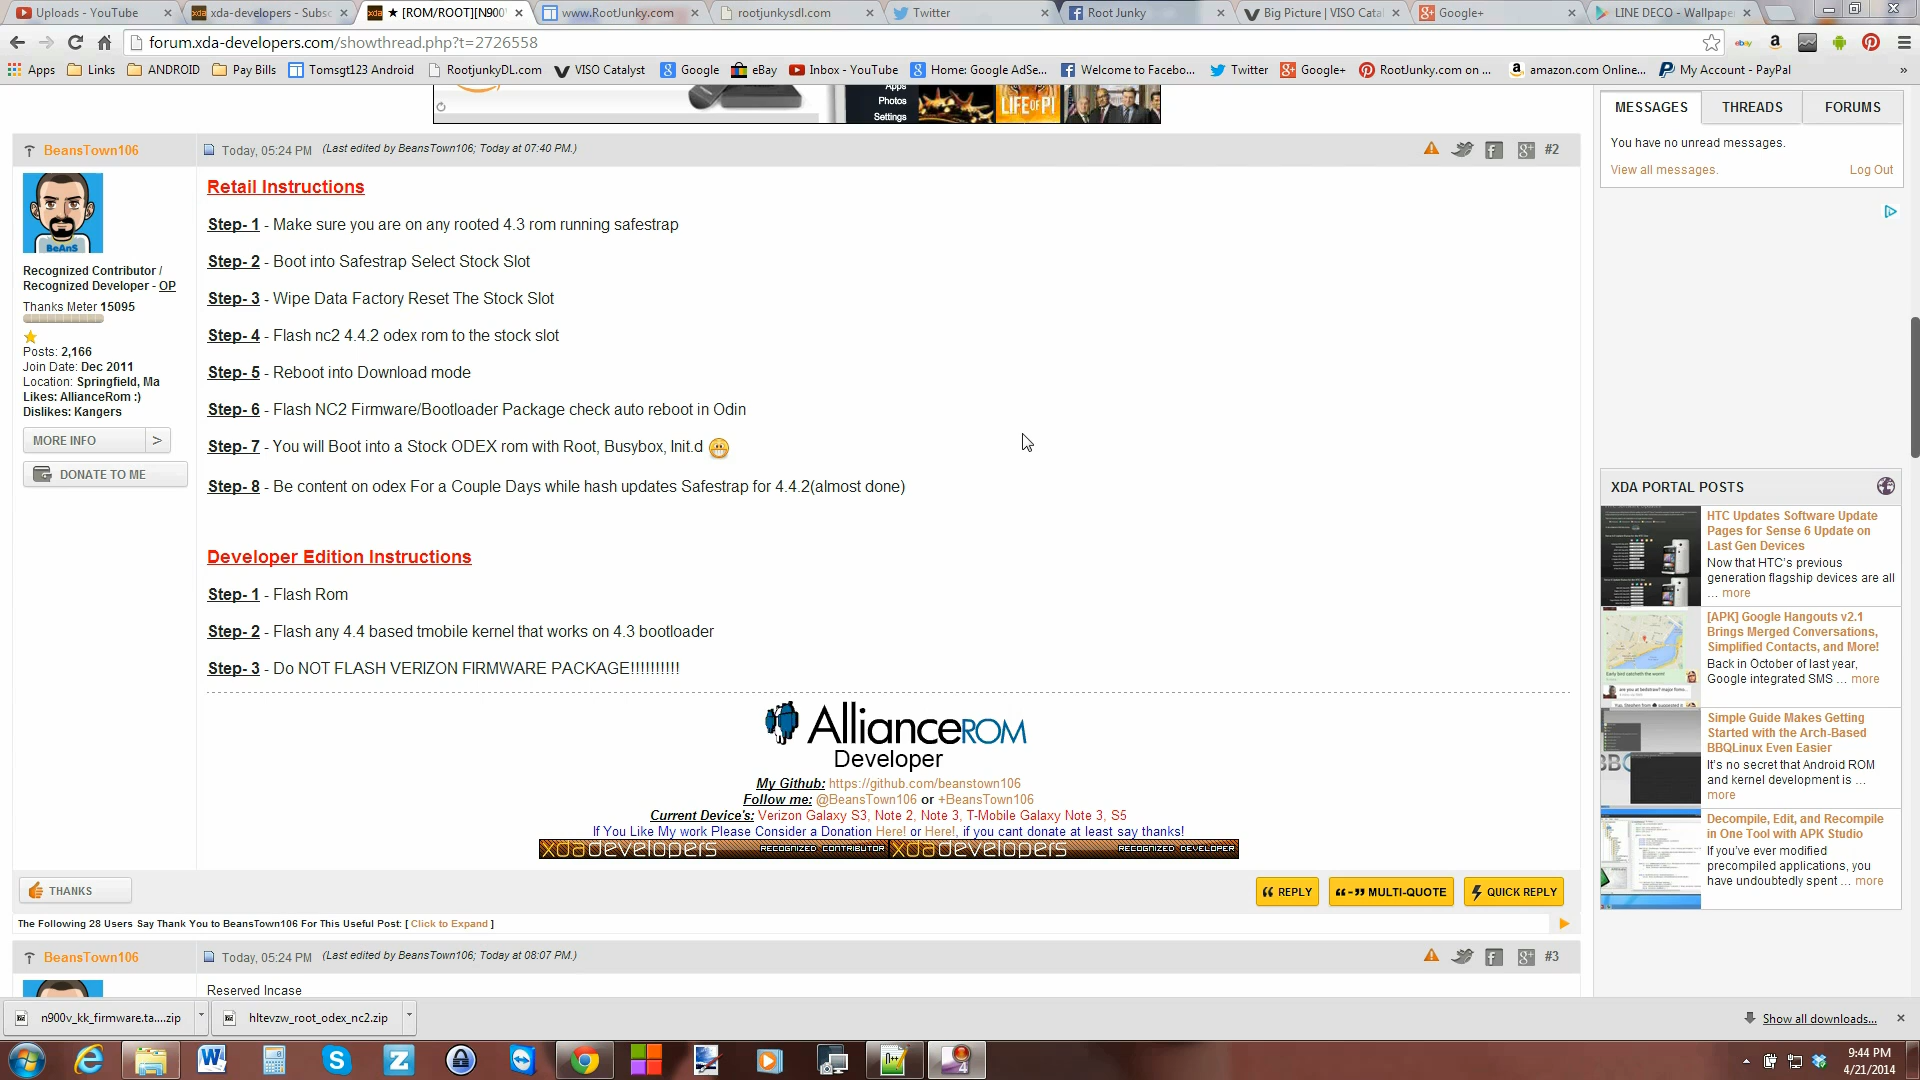 Uploads - YouTube
xda-developers - Subsc
★ [ROM/ROOT][N900V
www.RootJunky.com
rootjunkysdl.com
Twitter
Root Junky
Big Picture | VISO Catal
Google+
LINE DECO - Wallpaper
forum.xda-developers.com/showthread.php?t=2726558
Apps
Links
ANDROID
Pay Bills
Tomsgt123 Android
RootjunkyDL.com
VISO Catalyst
Google
eBay
Inbox - YouTube
Home: Google AdSe...
Welcome to Facebo...
Twitter
Google+
RootJunky.com on ...
amazon.com Online...
My Account - PayPal
»
Apps
Photos
Settings
LIFE OF PI
BeansTown106
Today, 05:24 PM (Last edited by BeansTown106; Today at 07:40 PM.)
#2
BeAnS
Recognized Contributor /
Recognized Developer - OP
Thanks Meter 15095
Posts: 2,166
Join Date: Dec 2011
Location: Springfield, Ma
Likes: AllianceRom :)
Dislikes: Kangers
MORE INFO >
DONATE TO ME
Retail Instructions
Step- 1 - Make sure you are on any rooted 4.3 rom running safestrap
Step- 2 - Boot into Safestrap Select Stock Slot
Step- 3 - Wipe Data Factory Reset The Stock Slot
Step- 4 - Flash nc2 4.4.2 odex rom to the stock slot
Step- 5 - Reboot into Download mode
Step- 6 - Flash NC2 Firmware/Bootloader Package check auto reboot in Odin
Step- 7 - You will Boot into a Stock ODEX rom with Root, Busybox, Init.d
Step- 8 - Be content on odex For a Couple Days while hash updates Safestrap for 4.4.2(almost done)
Developer Edition Instructions
Step- 1 - Flash Rom
Step- 2 - Flash any 4.4 based tmobile kernel that works on 4.3 bootloader
Step- 3 - Do NOT FLASH VERIZON FIRMWARE PACKAGE!!!!!!!!!!
AllianceROM
Developer
My Github: https://github.com/beanstown106
Follow me: @BeansTown106 or +BeansTown106
Current Device's: Verizon Galaxy S3, Note 2, Note 3, T-Mobile Galaxy Note 3, S5
If You Like My work Please Consider a Donation Here! or Here!, if you cant donate at least say thanks!
xdadevelopers RECOGNIZED CONTRIBUTOR xdadevelopers RECOGNIZED DEVELOPER
THANKS
REPLY
MULTI-QUOTE
QUICK REPLY
The Following 28 Users Say Thank You to BeansTown106 For This Useful Post: [ Click to Expand ]
BeansTown106
Today, 05:24 PM (Last edited by BeansTown106; Today at 08:07 PM.)
#3
Reserved Incase
MESSAGES
THREADS
FORUMS
You have no unread messages.
View all messages.
Log Out
XDA PORTAL POSTS
HTC Updates Software Update
Pages for Sense 6 Update on
Last Gen Devices
Now that HTC's previous
generation flagship devices are all
... more
[APK] Google Hangouts v2.1
Brings Merged Conversations,
Simplified Contacts, and More!
Back in October of last year,
Google integrated SMS ... more
Simple Guide Makes Getting
Started with the Arch-Based
BBQLinux Even Easier
It's no secret that Android ROM
and kernel development is ...
more
Decompile, Edit, and Recompile
in One Tool with APK Studio
If you've ever modified
precompiled applications, you
have undoubtedly spent ... more
n900v_kk_firmware.ta....zip
hltevzw_root_odex_nc2.zip
Show all downloads...
9:44 PM
4/21/2014